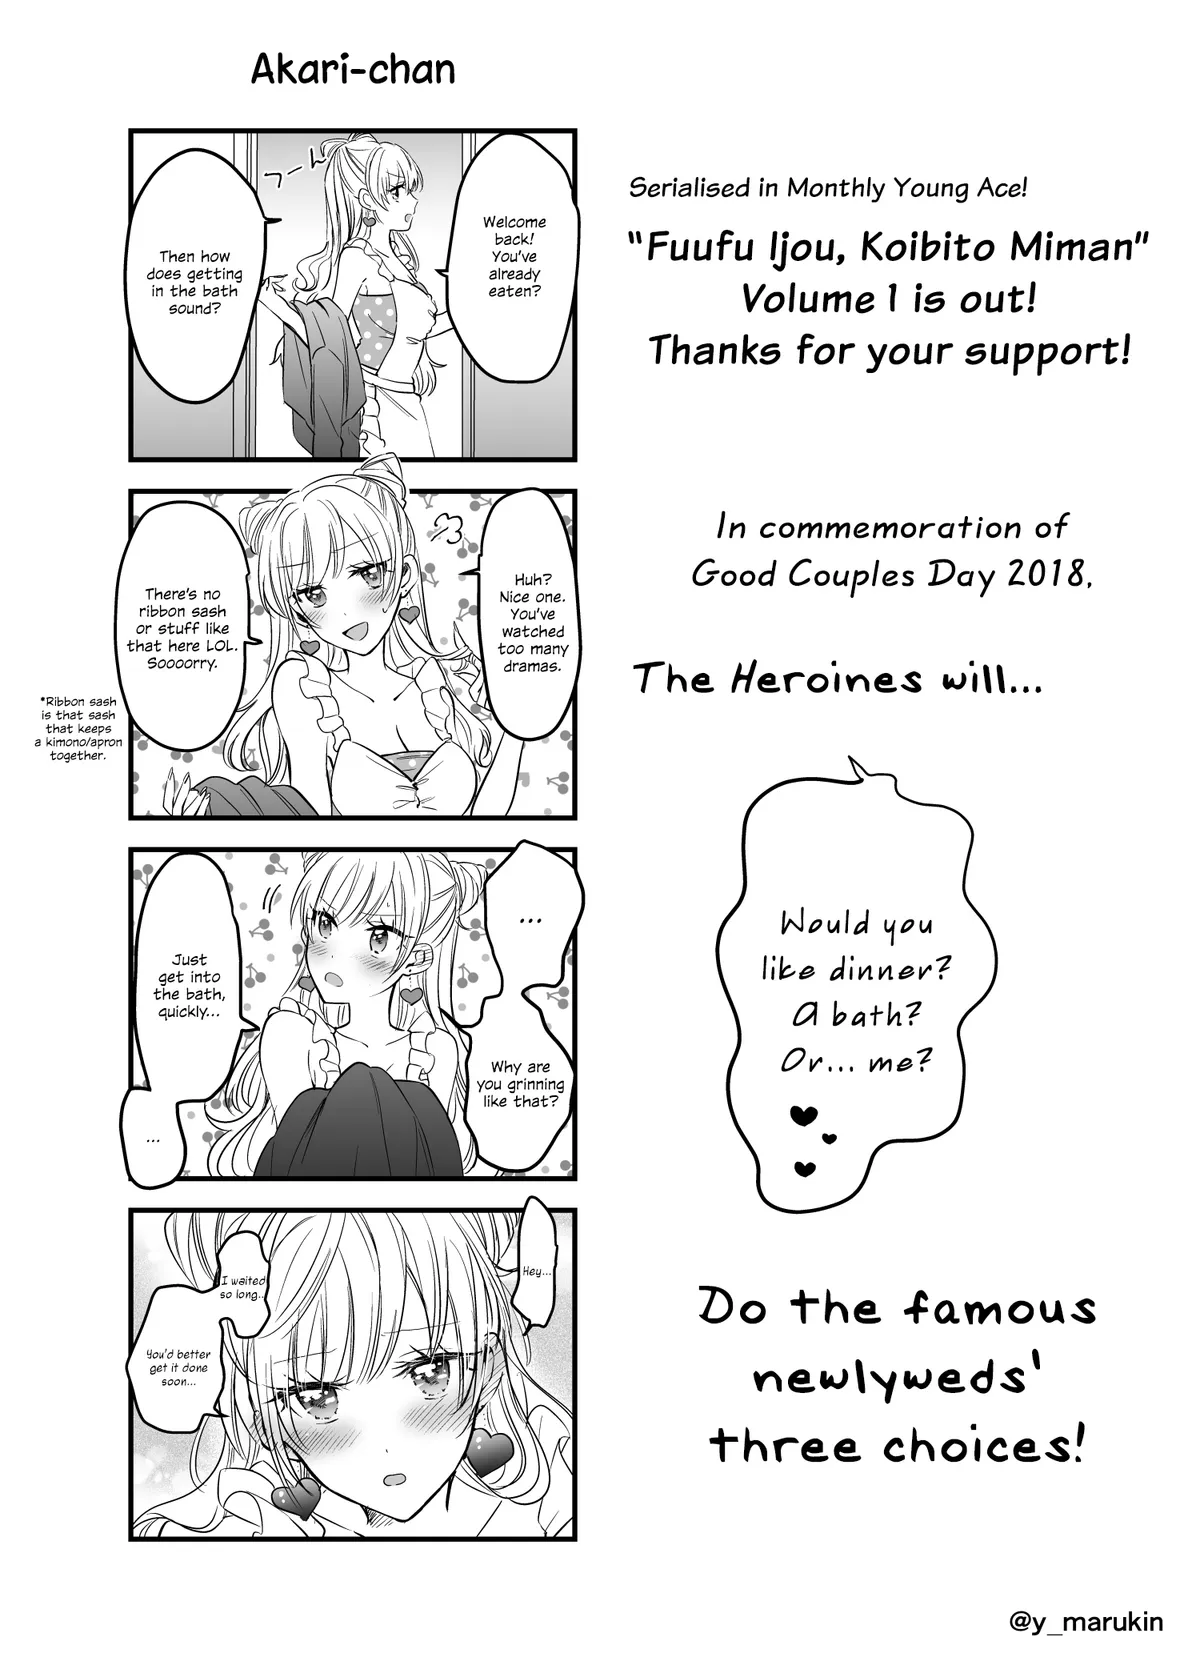 Akari-chan
Serialised in Monthly Young Ace!
"Fuufu Ijou, Koibito Miman"
Volume 1 is out!
Thanks for your support!
In commemoration of
Good Couples Day 2018,
The Heroines will...
Would you
like dinner?
A bath?
Or... me?
Do the famous
newlyweds'
three choices!
フーん
Welcome
back!
You've
already
eaten?
Then how
does getting
in the bath
sound?
Huh?
Nice one.
You've
watched
too many
dramas.
There's no
ribbon sash
or stuff like
that here LOL.
Soooorry.
*Ribbon sash
is that sash
that keeps
a kimono/apron
together.
...
Why are
you grinning
like that?
Just
get into
the bath,
quickly...
...
Hey...
I waited
so long...
You'd better
get it done
soon...
@y_marukin